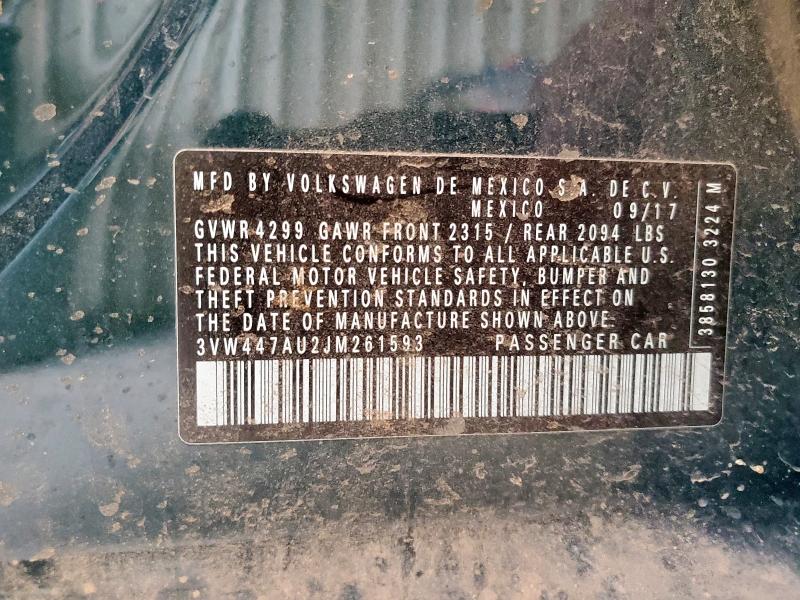 MFD BY VOLKSWAGEN DE MEXICO S.A. DE C.V.
MEXICO 09/17
GVWR 4299 GAWR FRONT 2315 / REAR 2094 LBS
THIS VEHICLE CONFORMS TO ALL APPLICABLE U.S.
FEDERAL MOTOR VEHICLE SAFETY, BUMPER AND
THEFT PREVENTION STANDARDS IN EFFECT ON
THE DATE OF MANUFACTURE SHOWN ABOVE.
3VW447AU2JM261593 PASSENGER CAR
3858130 3224 M